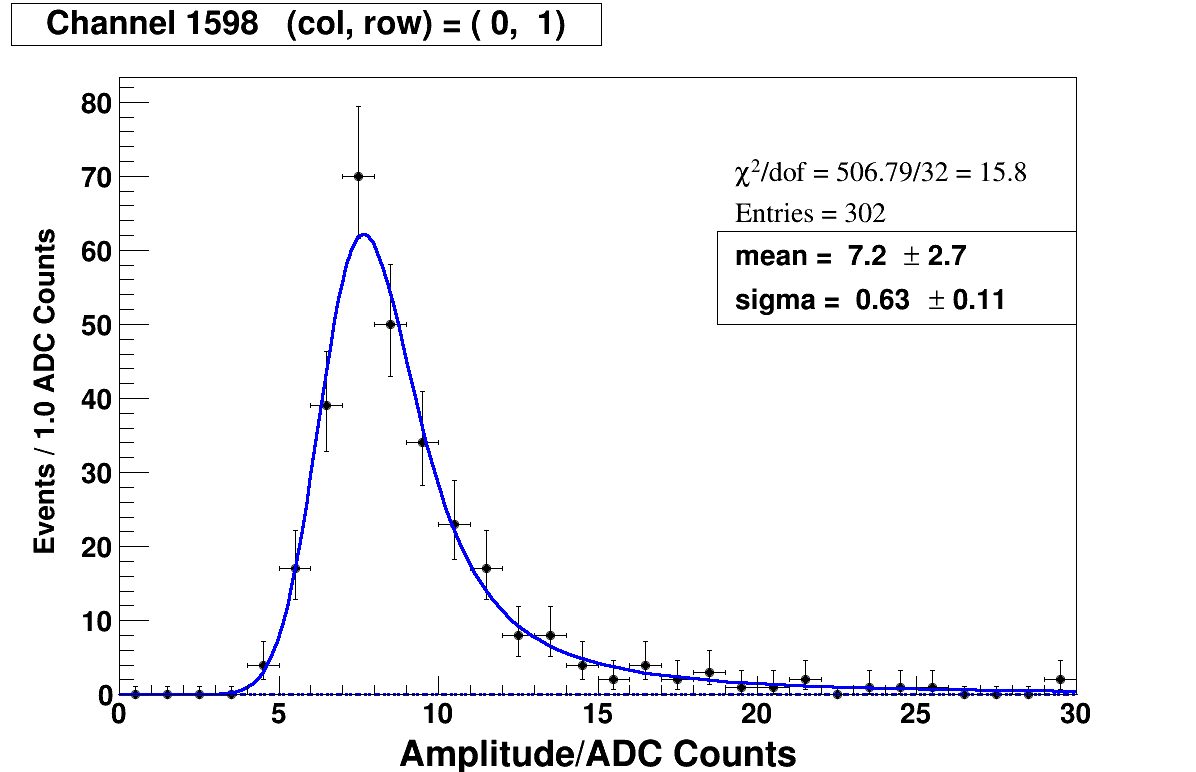 Channel 1598 (col, row) = ( 0, 1)
χ²/dof = 506.79/32 = 15.8
Entries = 302
mean = 7.2 ± 2.7
sigma = 0.63 ± 0.11
Events / 1.0 ADC Counts
80
70
60
50
40
30
20
10
0
0 5 10 15 20 25 30
Amplitude/ADC Counts